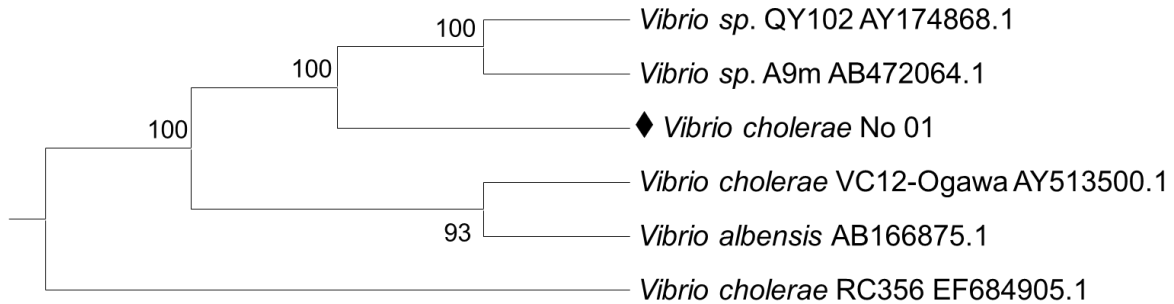 100
Vibrio sp. QY102 AY174868.1
100
Vibrio sp. A9m AB472064.1
100
Vibrio cholerae No 01
Vibrio cholerae VC12-Ogawa AY513500.1
93
Vibrio albensis AB166875.1
Vibrio cholerae RC356 EF684905.1